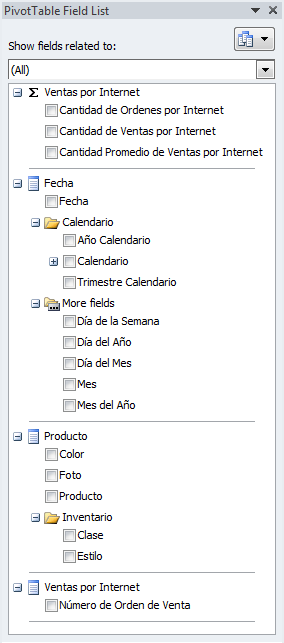 PivotTable Field List
Show fields related to:
(All)
Σ Ventas por Internet
Cantidad de Ordenes por Internet
Cantidad de Ventas por Internet
Cantidad Promedio de Ventas por Internet
Fecha
Fecha
Calendario
Año Calendario
Calendario
Trimestre Calendario
More fields
Día de la Semana
Día del Año
Día del Mes
Mes
Mes del Año
Producto
Color
Foto
Producto
Inventario
Clase
Estilo
Ventas por Internet
Número de Orden de Venta